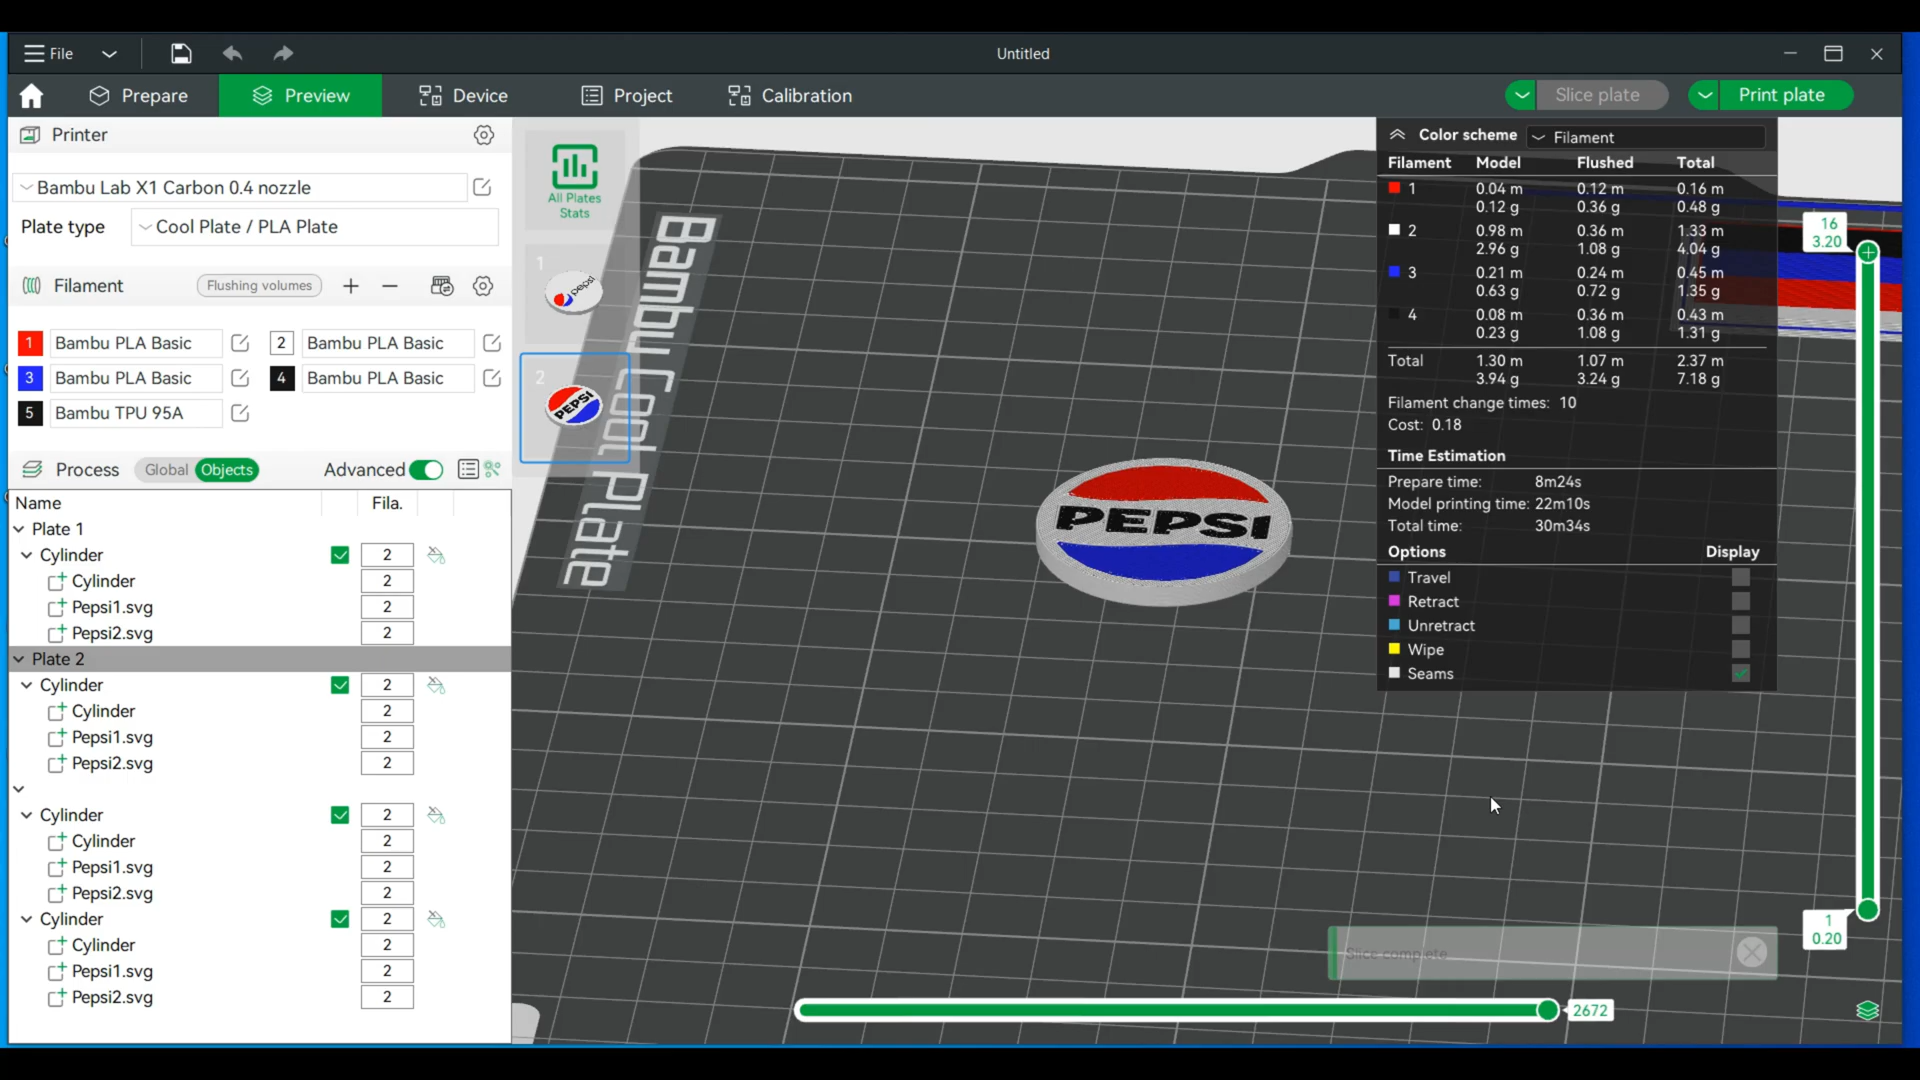 File
Untitled
Prepare
Preview
Device
Project
Calibration
Slice plate
Print plate
Printer
Bambu Lab X1 Carbon 0.4 nozzle
Plate type
Cool Plate / PLA Plate
Filament
Flushing volumes
1 Bambu PLA Basic
2 Bambu PLA Basic
3 Bambu PLA Basic
4 Bambu PLA Basic
5 Bambu TPU 95A
Process
Global
Objects
Advanced
Name Fila.
Plate 1
Cylinder 2
Cylinder 2
Pepsi1.svg 2
Pepsi2.svg 2
Plate 2
Cylinder 2
Cylinder 2
Pepsi1.svg 2
Pepsi2.svg 2
Cylinder 2
Cylinder 2
Pepsi1.svg 2
Pepsi2.svg 2
Cylinder 2
Cylinder 2
Pepsi1.svg 2
Pepsi2.svg 2
All Plates
Stats
1
pepsi
2
PEPSI
Bambu Cool Plate
PEPSI
Color scheme
Filament
Filament Model Flushed Total
1 0.04 m 0.12 m 0.16 m
0.12 g 0.36 g 0.48 g
2 0.98 m 0.36 m 1.33 m
2.96 g 1.08 g 4.04 g
3 0.21 m 0.24 m 0.45 m
0.63 g 0.72 g 1.35 g
4 0.08 m 0.36 m 0.43 m
0.23 g 1.08 g 1.31 g
Total 1.30 m 1.07 m 2.37 m
3.94 g 3.24 g 7.18 g
Filament change times: 10
Cost: 0.18
Time Estimation
Prepare time: 8m24s
Model printing time: 22m10s
Total time: 30m34s
Options Display
Travel
Retract
Unretract
Wipe
Seams
16
3.20
1
0.20
Slice complete
2672